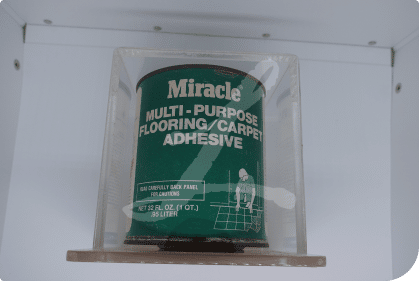 Miracle
MULTI-PURPOSE
FLOORING/CARPET
ADHESIVE
READ CAREFULLY BACK PANEL
FOR CAUTIONS
NET 32 FL. OZ. (1 QT.)
.95 LITER